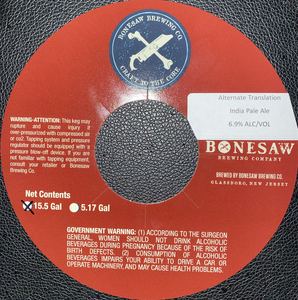 BONESAW BREWING CO
CRAFT TO THE CORE
Alternate Translation
India Pale Ale
6.9% ALC/VOL
WARNING-ATTENTION: This keg may
rupture and cause injury if
over-pressurized with compressed air
or co2. Tapping system and pressure
regulator should be equipped with a
pressure blow-off device. If you are
not familiar with tapping equipment,
consult your retailer or Bonesaw
Brewing Co.
BONESAW
BREWING COMPANY
BREWED BY BONESAW BREWING CO.
GLASSBORO, NEW JERSEY
Net Contents
15.5 Gal 5.17 Gal
GOVERNMENT WARNING: (1) ACCORDING TO THE SURGEON
GENERAL, WOMEN SHOULD NOT DRINK ALCOHOLIC
BEVERAGES DURING PREGNANCY BECAUSE OF THE RISK OF
BIRTH DEFECTS. (2) CONSUMPTION OF ALCOHOLIC
BEVERAGES IMPAIRS YOUR ABILITY TO DRIVE A CAR OR
OPERATE MACHINERY, AND MAY CAUSE HEALTH PROBLEMS.